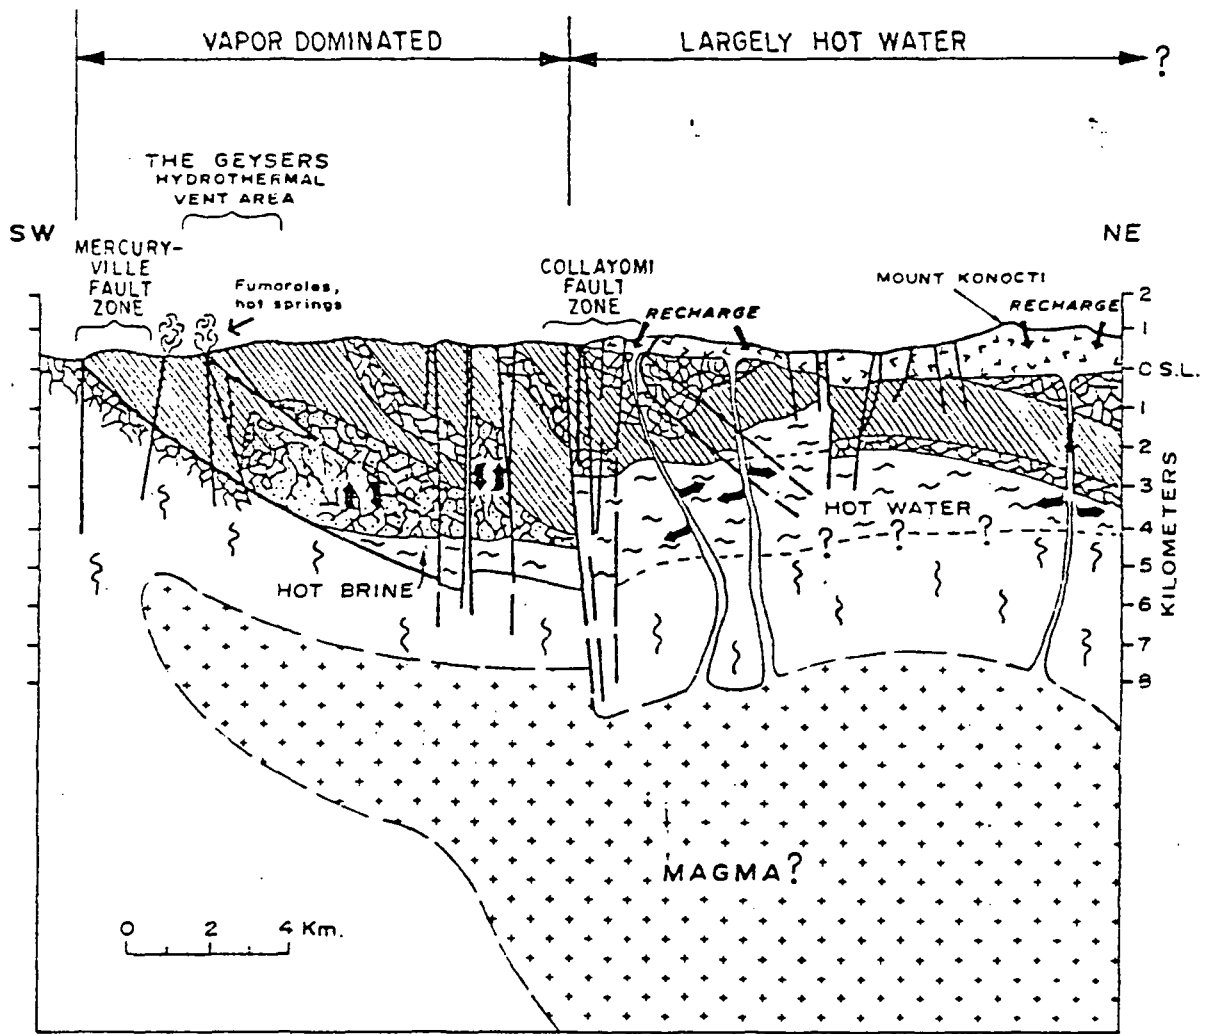 VAPOR DOMINATED
LARGELY HOT WATER
?
THE GEYSERS
HYDROTHERMAL
VENT AREA
SW
NE
MERCURY-
VILLE
FAULT
ZONE
Fumaroles,
hot springs
COLLAYOMI
FAULT
ZONE
RECHARGE
MOUNT KONOCTI
RECHARGE
2
1
0 S.L.
1
2
3
4
5
6
7
8
KILOMETERS
HOT WATER
? ? ?
HOT BRINE
MAGMA?
0 2 4 Km.